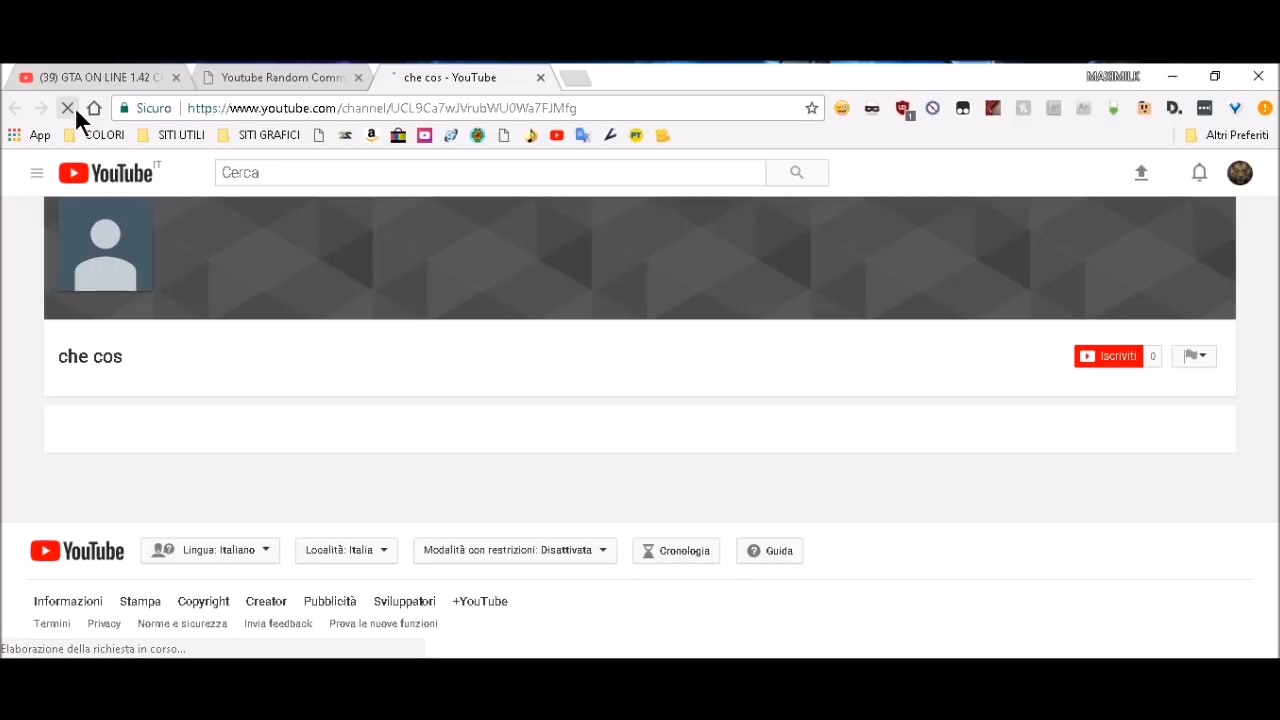 (39) GTA ON LINE 1.42 C
Youtube Random Comm
che cos - YouTube
MAXIMILK
Sicuro
https://www.youtube.com/channel/UCL9Ca7wJVrubWU0Wa7FJMfg
App
COLORI
SITI UTILI
SITI GRAFICI
Altri Preferiti
YouTube IT
Cerca
che cos
Iscriviti 0
YouTube
Lingua: Italiano
Località: Italia
Modalità con restrizioni: Disattivata
Cronologia
Guida
Informazioni Stampa Copyright Creator Pubblicità Sviluppatori +YouTube
Termini Privacy Norme e sicurezza Invia feedback Prova le nuove funzioni
Elaborazione della richiesta in corso...